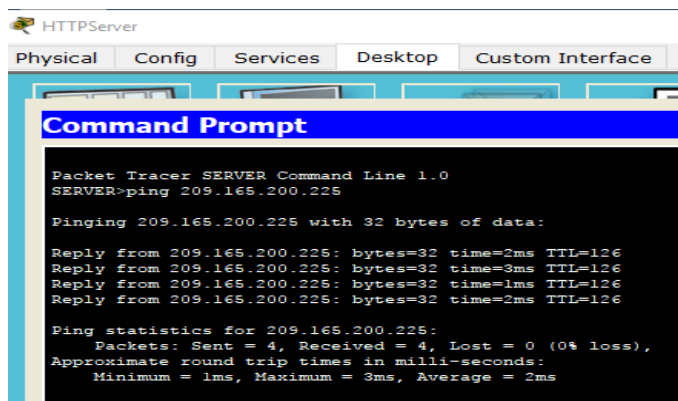 HTTPServer
Physical Config Services Desktop Custom Interface
Command Prompt
Packet Tracer SERVER Command Line 1.0
SERVER>ping 209.165.200.225
Pinging 209.165.200.225 with 32 bytes of data:
Reply from 209.165.200.225: bytes=32 time=2ms TTL=126
Reply from 209.165.200.225: bytes=32 time=3ms TTL=126
Reply from 209.165.200.225: bytes=32 time=1ms TTL=126
Reply from 209.165.200.225: bytes=32 time=2ms TTL=126
Ping statistics for 209.165.200.225:
Packets: Sent = 4, Received = 4, Lost = 0 (0% loss),
Approximate round trip times in milli-seconds:
Minimum = 1ms, Maximum = 3ms, Average = 2ms